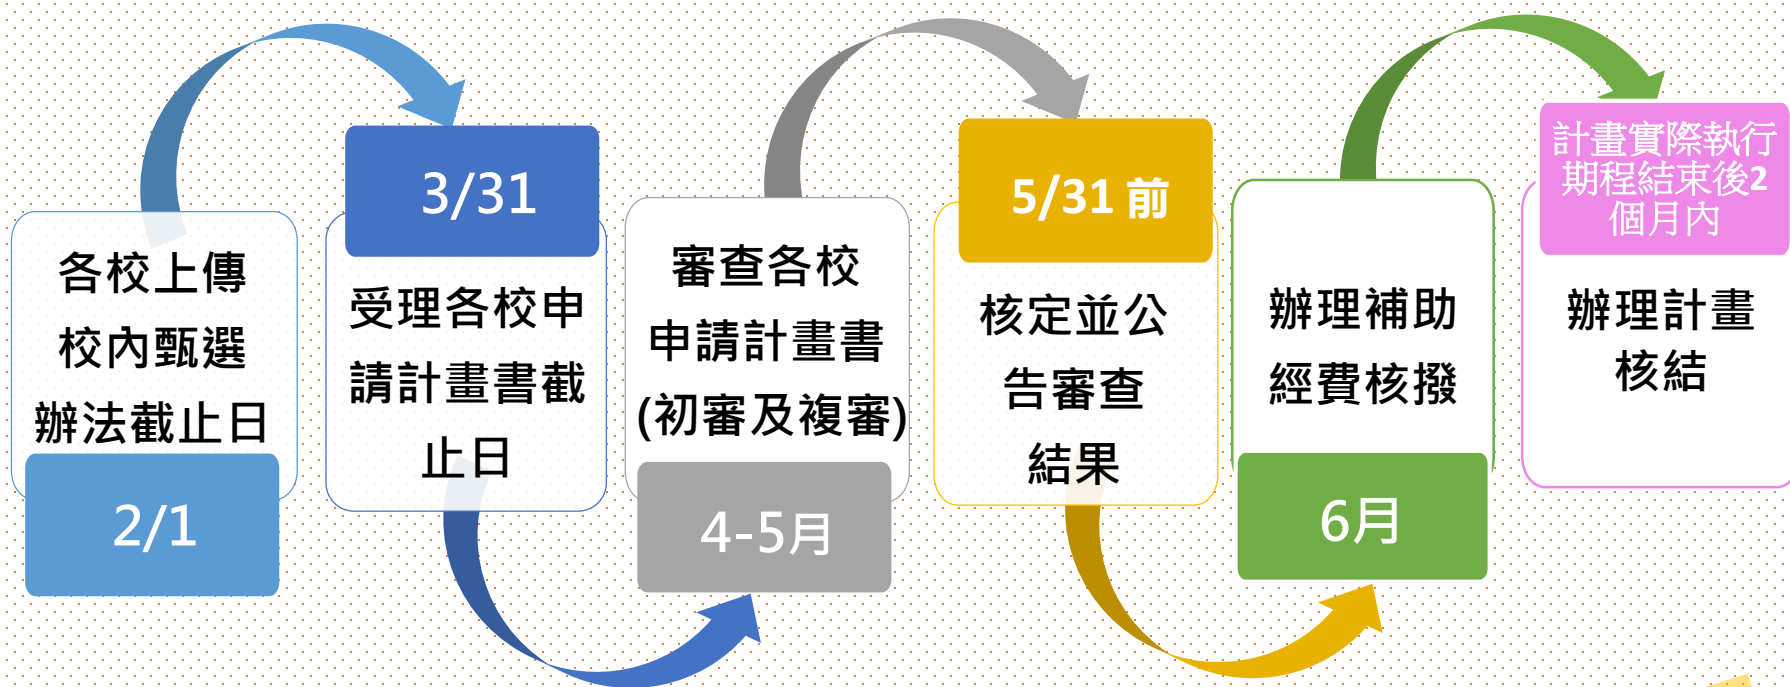 各校上傳
校內甄選
辦法截止日
2/1
3/31
受理各校申
請計畫書截
止日
審查各校
申請計畫書
(初審及複審)
4-5月
5/31 前
核定並公
告審查
結果
辦理補助
經費核撥
6月
計畫實際執行
期程結束後2
個月內
辦理計畫
核結